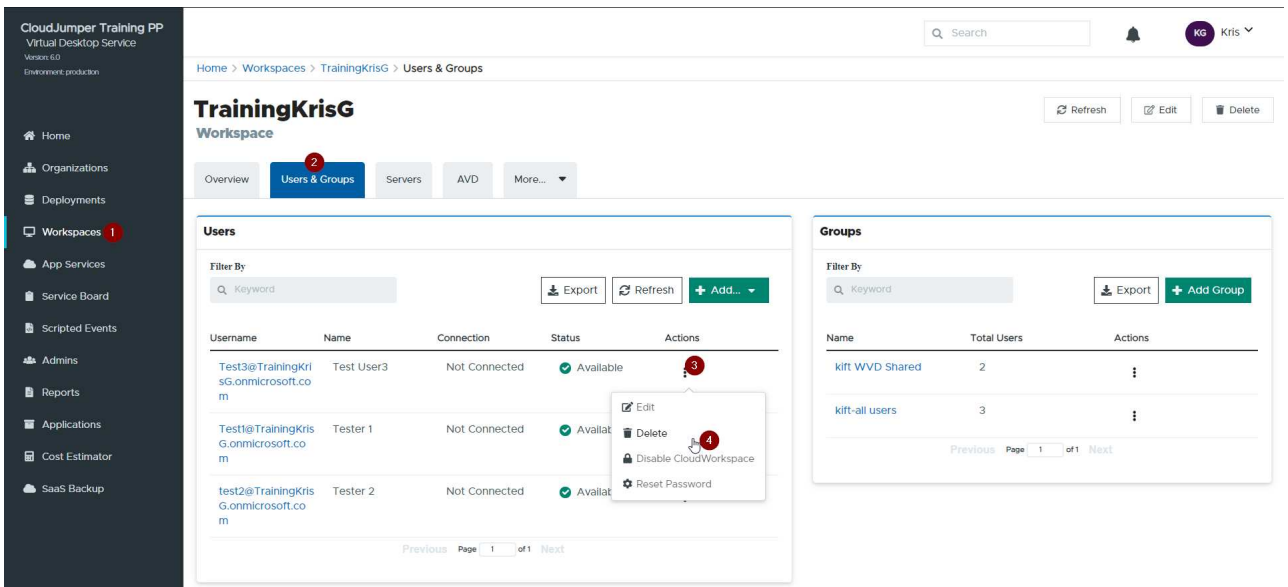 CloudJumper Training PP
Virtual Desktop Service
Version: 6.0
Environment: production
Search
KG Kris
Home > Workspaces > TrainingKrisG > Users & Groups
TrainingKrisG
Workspace
Refresh Edit Delete
Home
Organizations
Deployments
Workspaces 1
App Services
Service Board
Scripted Events
Admins
Reports
Applications
Cost Estimator
SaaS Backup
2
Overview Users & Groups Servers AVD More...
Users
Filter By
Keyword Export Refresh + Add...
Username Name Connection Status Actions
Test3@TrainingKri Test User3 Not Connected Available 3
sG.onmicrosoft.co
m
Test1@TrainingKris Tester 1 Not Connected Availab
G.onmicrosoft.co
m
test2@TrainingKris Tester 2 Not Connected Availab
G.onmicrosoft.co
m
Edit
Delete 4
Disable CloudWorkspace
Reset Password
Previous Page 1 of 1 Next
Groups
Filter By
Keyword Export + Add Group
Name Total Users Actions
kift WVD Shared 2
kift-all users 3
Previous Page 1 of 1 Next